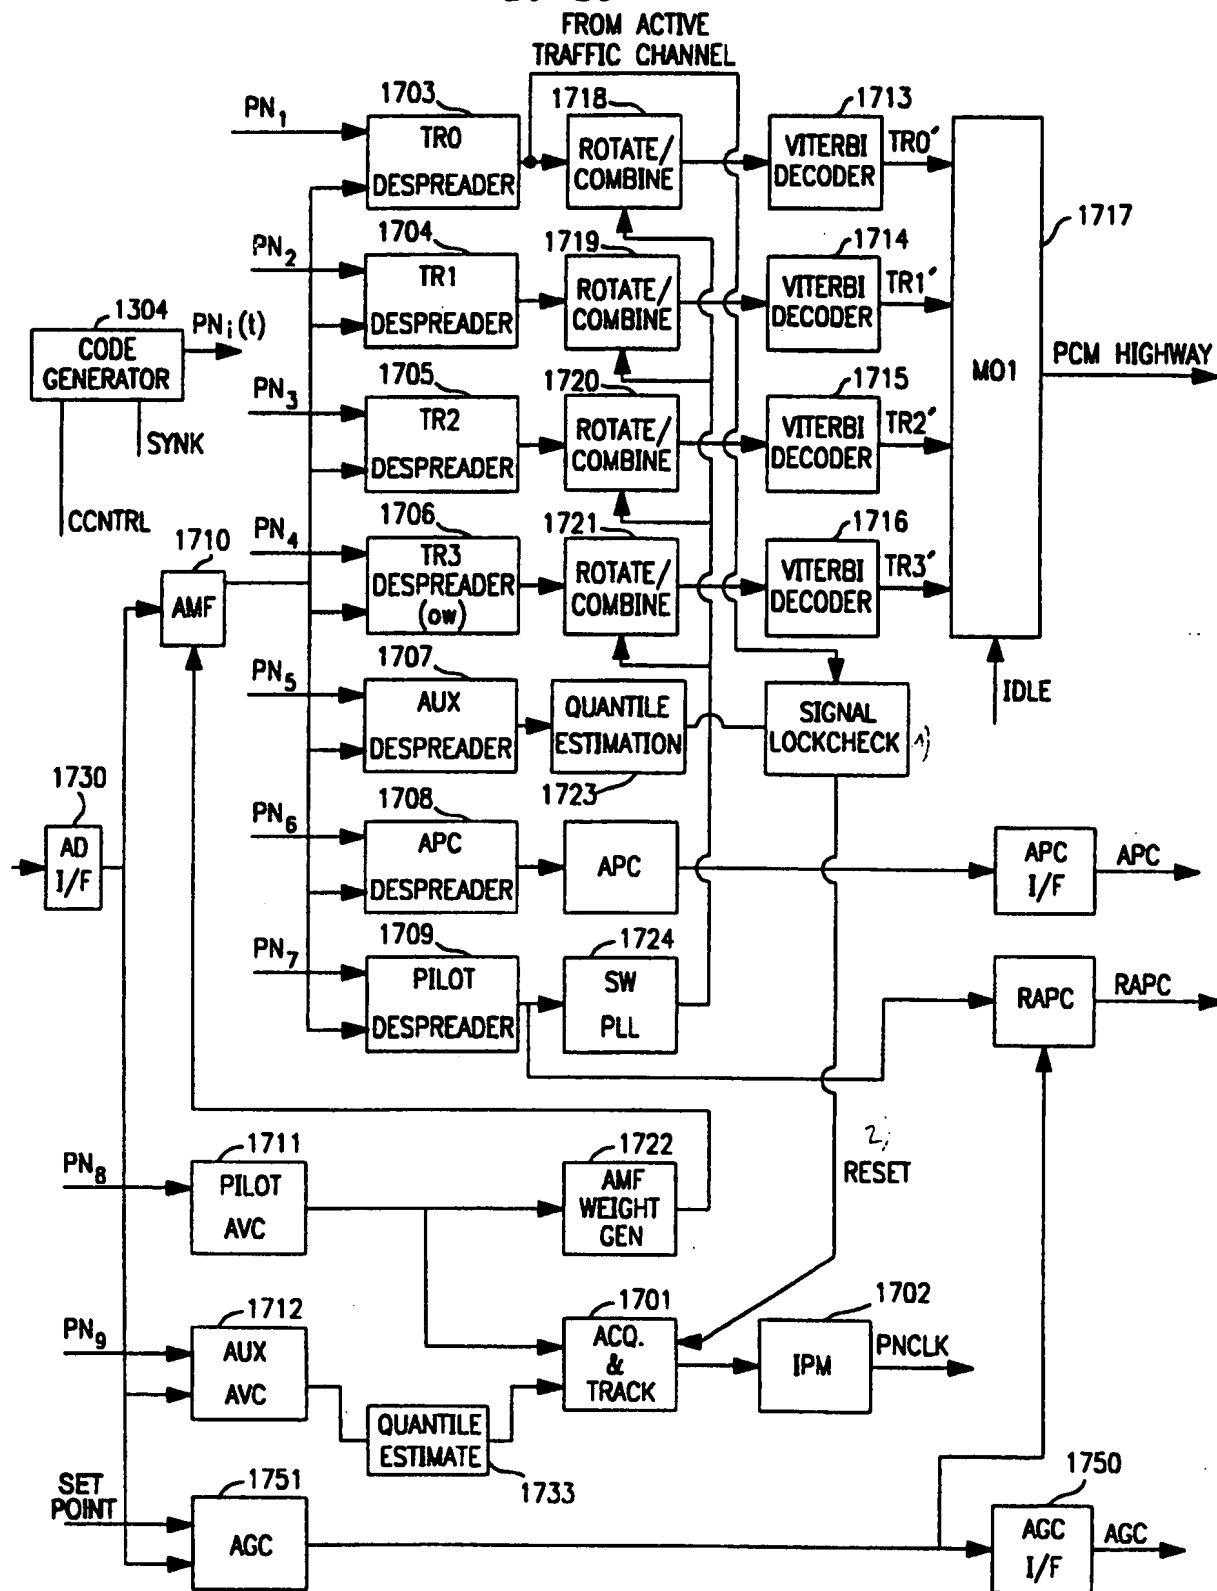 FROM ACTIVE
TRAFFIC CHANNEL
PN1
1703
TR0
DESPREADER
1718
ROTATE/
COMBINE
1713
VITERBI
DECODER
TR0'
1717
M01
PCM HIGHWAY
IDLE
PN2
1704
TR1
DESPREADER
1719
ROTATE/
COMBINE
1714
VITERBI
DECODER
TR1'
1304
CODE
GENERATOR
PNi(t)
SYNK
CCNTRL
PN3
1705
TR2
DESPREADER
1720
ROTATE/
COMBINE
1715
VITERBI
DECODER
TR2'
PN4
1706
TR3
DESPREADER
(OW)
1721
ROTATE/
COMBINE
1716
VITERBI
DECODER
TR3'
1710
AMF
PN5
1707
AUX
DESPREADER
QUANTILE
ESTIMATION
1723
SIGNAL
LOCKCHECK
1)
1730
AD
I/F
PN6
1708
APC
DESPREADER
APC
APC
I/F
APC
PN7
1709
PILOT
DESPREADER
1724
SW
PLL
RAPC
RAPC
PN8
1711
PILOT
AVC
1722
AMF
WEIGHT
GEN
2)
RESET
PN9
1712
AUX
AVC
QUANTILE
ESTIMATE
1733
1701
ACQ.
&
TRACK
1702
IPM
PNCLK
SET
POINT
1751
AGC
1750
AGC
I/F
AGC